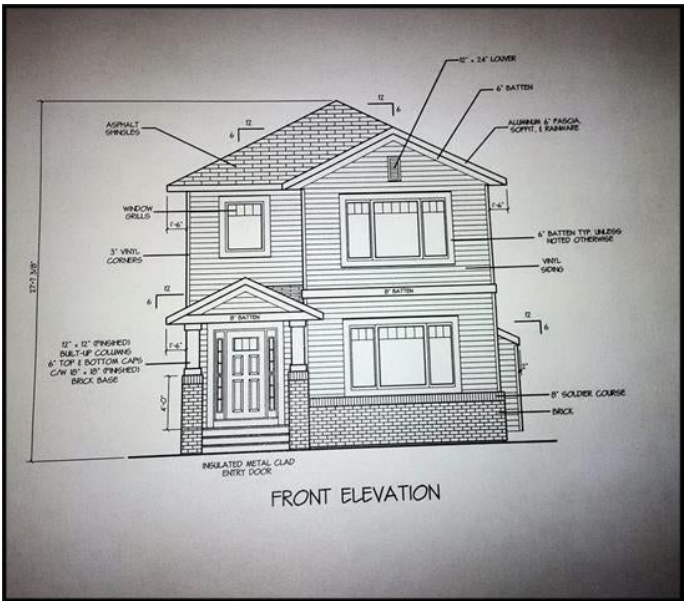 12" x 24" LOUVER
6" BATTEN
ALUMINUM 6" FASCIA,
SOFFIT, & RAINWARE
12
6
12
6
ASPHALT
SHINGLES
WINDOW
GRILLS
1'-6"
1'-6"
3" VINYL
CORNERS
6" BATTEN TYP. UNLESS
NOTED OTHERWISE
VINYL
SIDING
27'-7 3/8"
12
6
8" BATTEN
8" BATTEN
12
6
12" x 12" (FINISHED)
BUILT-UP COLUMNS
6" TOP & BOTTOM CAPS
C/W 18" x 18" (FINISHED)
BRICK BASE
1'-6"
4'-0"
8" SOLDIER COURSE
BRICK
INSULATED METAL CLAD
ENTRY DOOR
FRONT ELEVATION